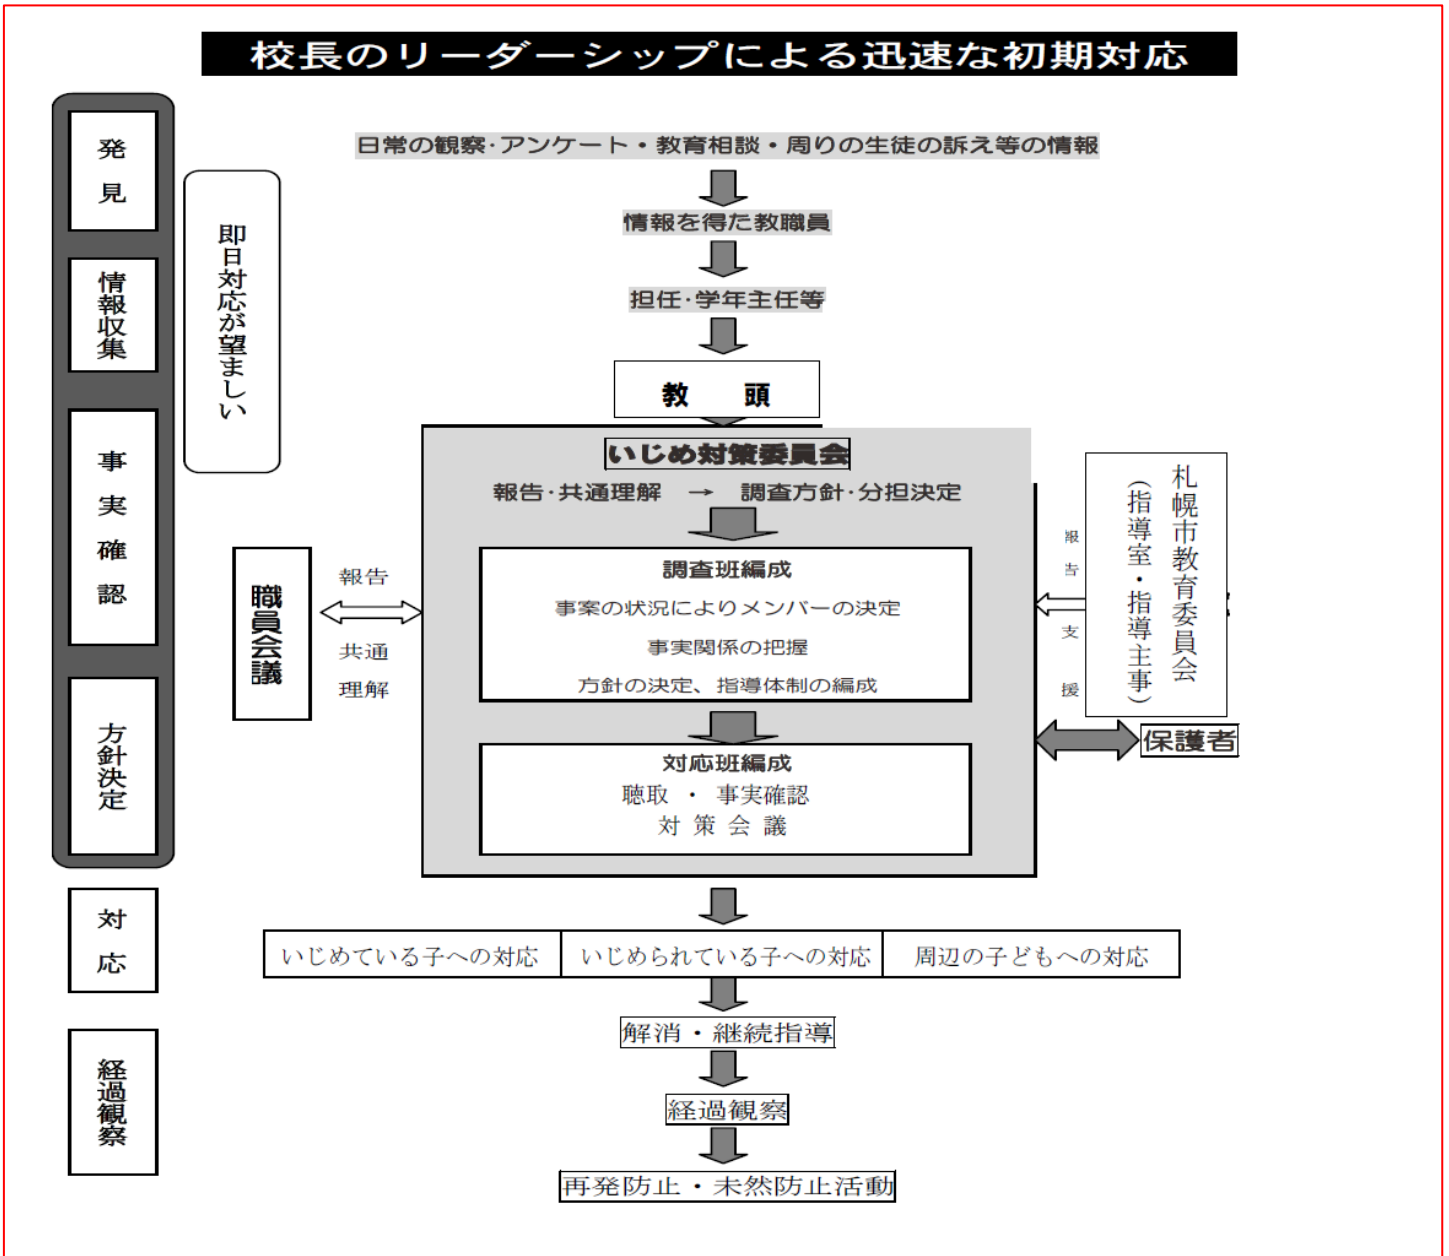 校長のリーダーシップによる迅速な初期対応
発見
情報収集
事実確認
方針決定
対応
経過観察
即日対応が望ましい
日常の観察・アンケート・教育相談・周りの生徒の訴え等の情報
情報を得た教職員
担任・学年主任等
教　頭
いじめ対策委員会
報告・共通理解　→　調査方針・分担決定
調査班編成
事案の状況によりメンバーの決定
事実関係の把握
方針の決定、指導体制の編成
対応班編成
聴取 ・ 事実確認
対 策 会 議
職員会議
報告
共通
理解
報告
支援
札幌市教育委員会
（指導室・指導主事）
保護者
いじめている子への対応
いじめられている子への対応
周辺の子どもへの対応
解消・継続指導
経過観察
再発防止・未然防止活動